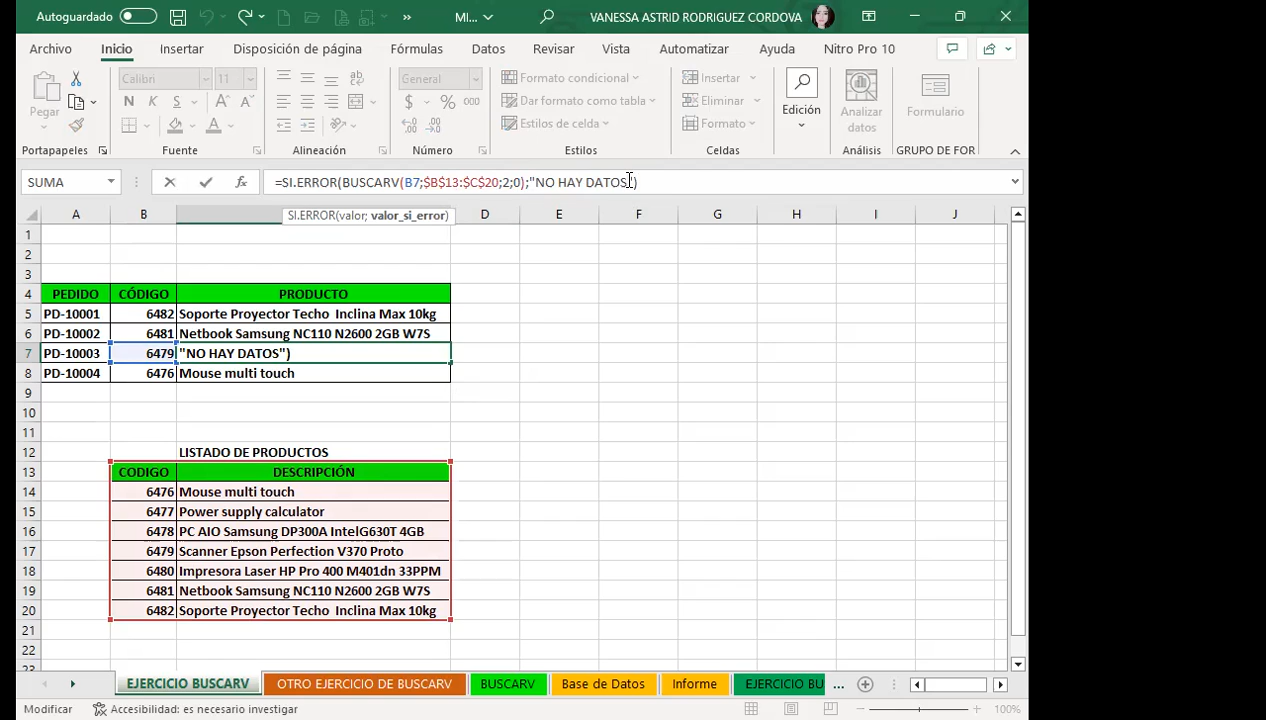 Autoguardado
MI...
VANESSA ASTRID RODRIGUEZ CORDOVA
Archivo Inicio Insertar Disposición de página Fórmulas Datos Revisar Vista Automatizar Ayuda Nitro Pro 10
Pegar
Calibri 11
N K S
General
$ % 000
Formato condicional
Dar formato como tabla
Estilos de celda
Insertar
Eliminar
Formato
Edición
Analizar datos
Formulario
Portapapeles Fuente Alineación Número Estilos Celdas Análisis GRUPO DE FOR
SUMA
=SI.ERROR(BUSCARV(B7;$B$13:$C$20;2;0);"NO HAY DATOS")
SI.ERROR(valor; valor_si_error)
A B D E F G H I J
1
2
3
4 PEDIDO CÓDIGO PRODUCTO
5 PD-10001 6482 Soporte Proyector Techo Inclina Max 10kg
6 PD-10002 6481 Netbook Samsung NC110 N2600 2GB W7S
7 PD-10003 6479 "NO HAY DATOS")
8 PD-10004 6476 Mouse multi touch
9
10
11
12 LISTADO DE PRODUCTOS
13 CODIGO DESCRIPCIÓN
14 6476 Mouse multi touch
15 6477 Power supply calculator
16 6478 PC AIO Samsung DP300A IntelG630T 4GB
17 6479 Scanner Epson Perfection V370 Proto
18 6480 Impresora Laser HP Pro 400 M401dn 33PPM
19 6481 Netbook Samsung NC110 N2600 2GB W7S
20 6482 Soporte Proyector Techo Inclina Max 10kg
21
22
23
EJERCICIO BUSCARV OTRO EJERCICIO DE BUSCARV BUSCARV Base de Datos Informe EJERCICIO BU ...
Modificar Accesibilidad: es necesario investigar 100%